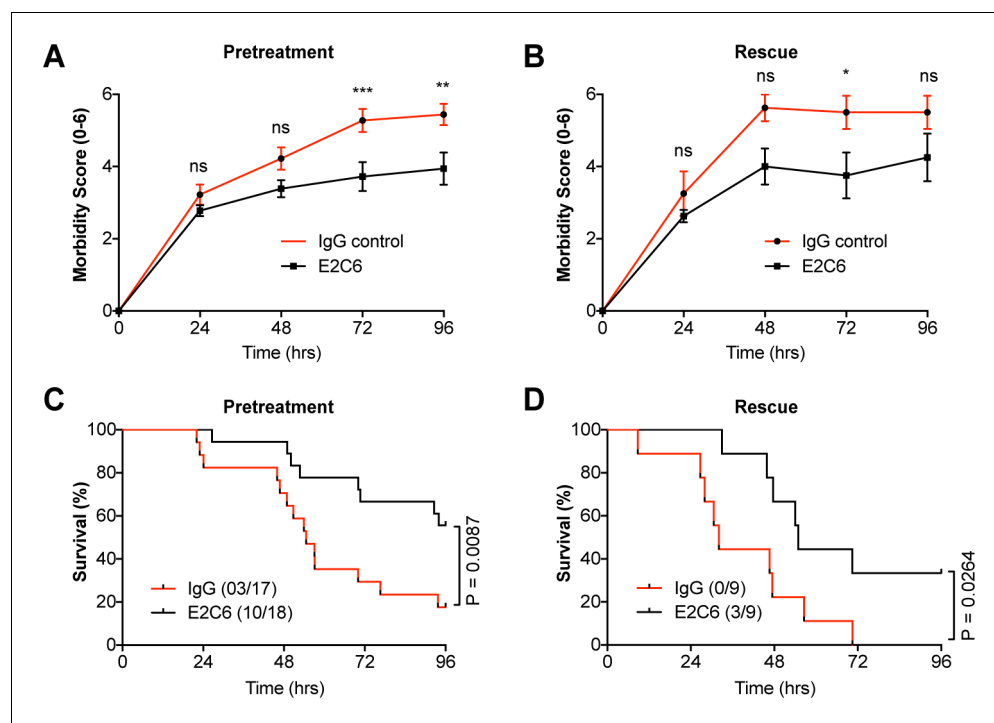 A
Pretreatment
Morbidity Score (0-6)
6
4
2
0
ns
ns
***
**
IgG control
E2C6
0 24 48 72 96
Time (hrs)
B
Rescue
Morbidity Score (0-6)
6
4
2
0
ns
ns
*
ns
IgG control
E2C6
0 24 48 72 96
Time (hrs)
C
Pretreatment
Survival (%)
100
80
60
40
20
0
IgG (03/17)
E2C6 (10/18)
P = 0.0087
0 24 48 72 96
Time (hrs)
D
Rescue
Survival (%)
100
80
60
40
20
0
IgG (0/9)
E2C6 (3/9)
P = 0.0264
0 24 48 72 96
Time (hrs)